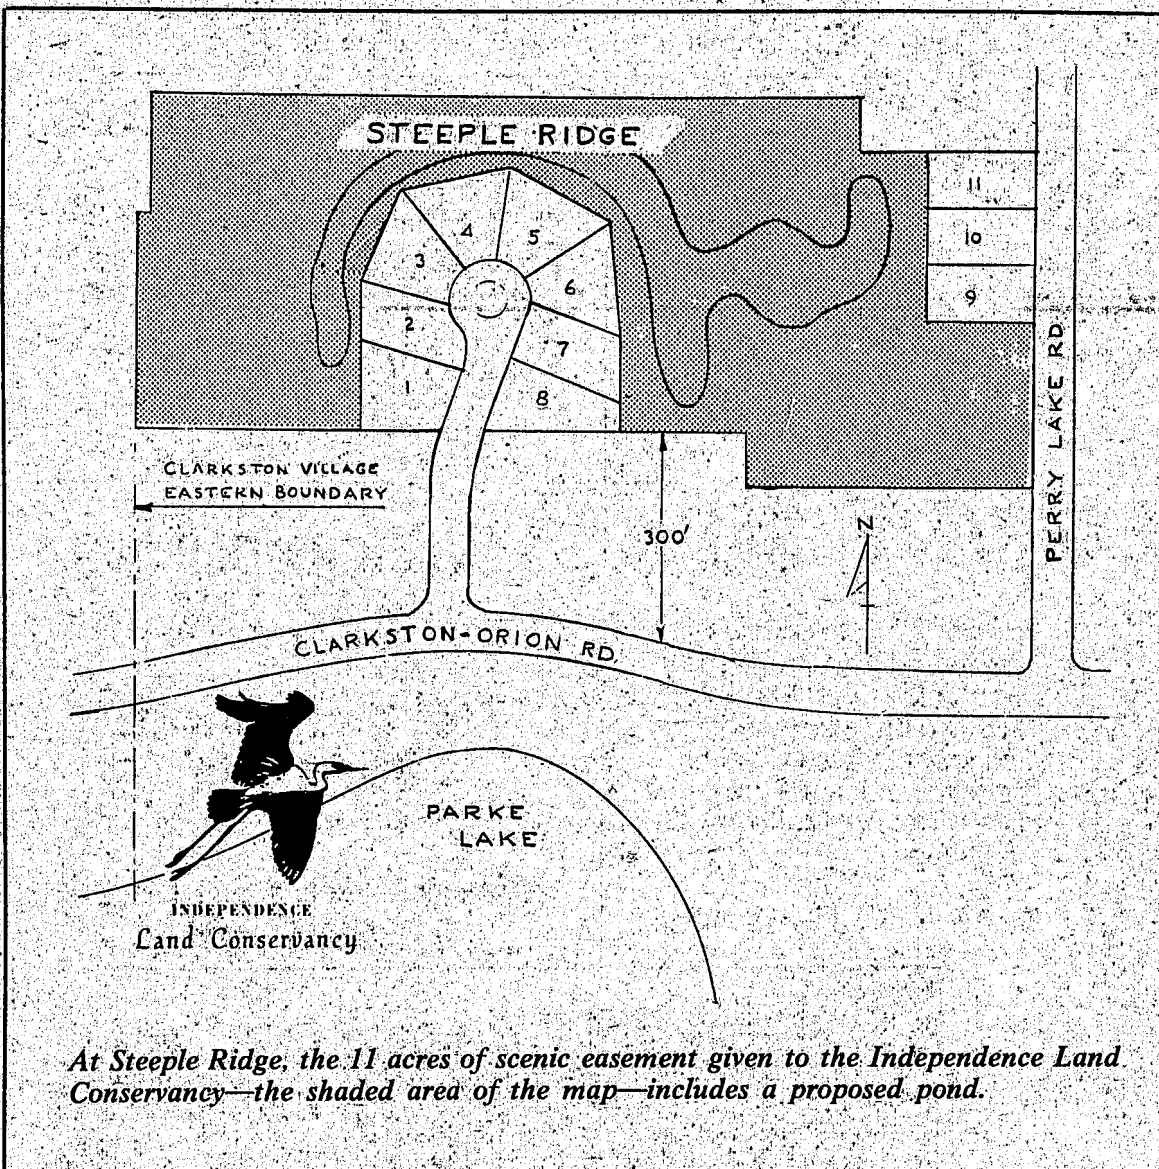 STEEPLE RIDGE
11
10
9
4
5
3
6
2
7
1
8
PERRY LAKE RD
CLARKSTON VILLAGE
EASTERN BOUNDARY
300'
N
CLARKSTON-ORION RD.
PARKE
LAKE
INDEPENDENCE
Land Conservancy
At Steeple Ridge, the 11 acres of scenic easement given to the Independence Land
Conservancy—the shaded area of the map—includes a proposed pond.